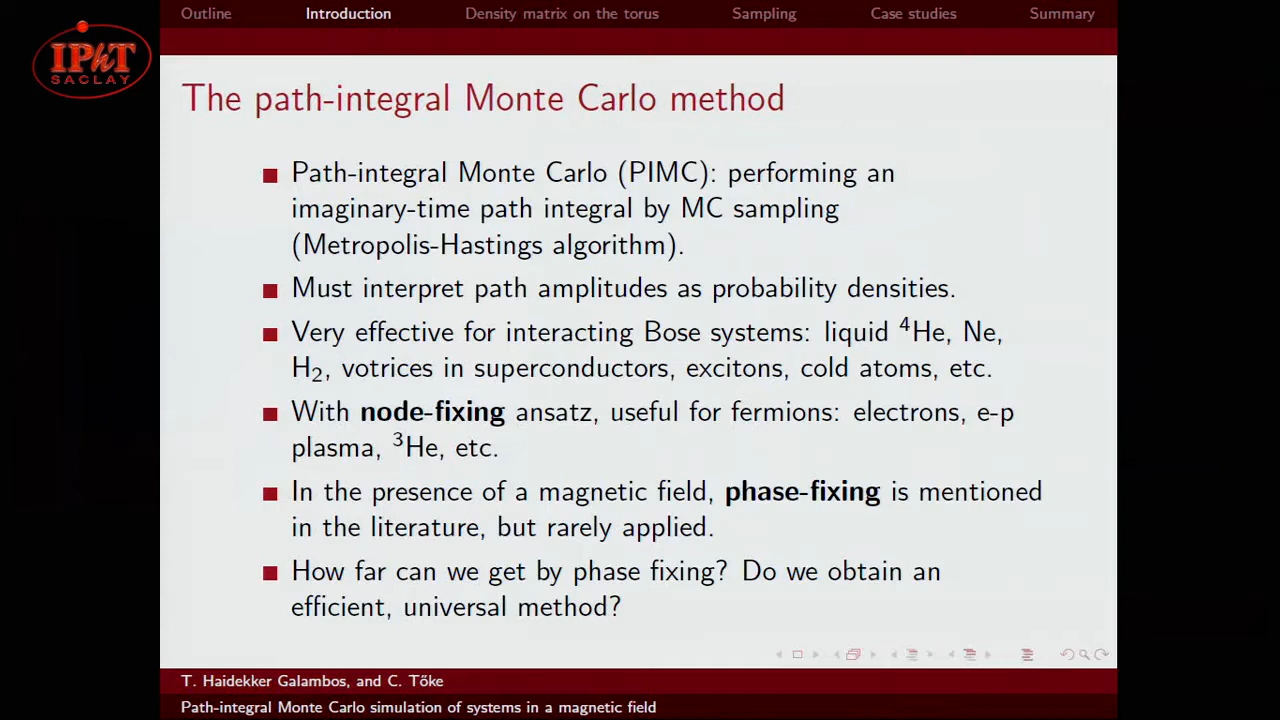 Outline Introduction Density matrix on the torus Sampling Case studies Summary
IPhT
SACLAY
The path-integral Monte Carlo method
Path-integral Monte Carlo (PIMC): performing an
imaginary-time path integral by MC sampling
(Metropolis-Hastings algorithm).
Must interpret path amplitudes as probability densities.
Very effective for interacting Bose systems: liquid ⁴He, Ne,
H₂, votrices in superconductors, excitons, cold atoms, etc.
With node-fixing ansatz, useful for fermions: electrons, e-p
plasma, ³He, etc.
In the presence of a magnetic field, phase-fixing is mentioned
in the literature, but rarely applied.
How far can we get by phase fixing? Do we obtain an
efficient, universal method?
T. Haidekker Galambos, and C. Tőke
Path-integral Monte Carlo simulation of systems in a magnetic field